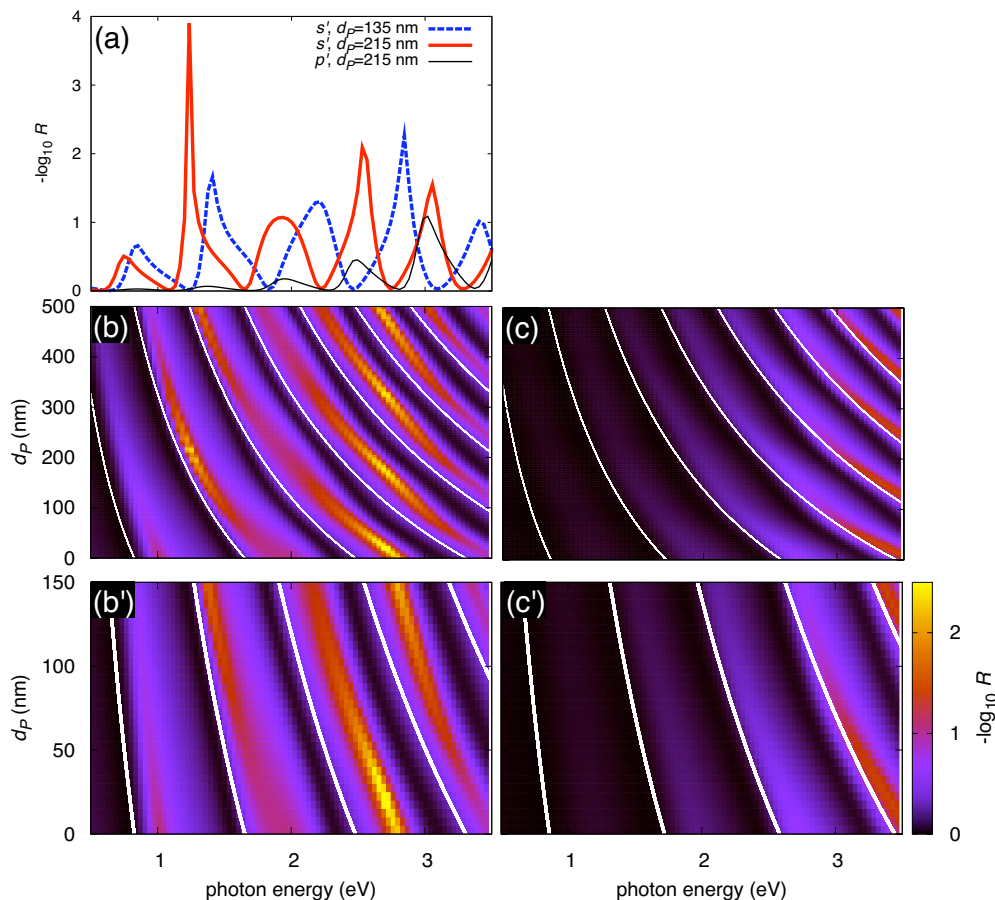 (a)
s', dP=135 nm
s', dP=215 nm
p', dP=215 nm
-log10 R
4
3
2
1
0
(b)
(c)
dP (nm)
500
400
300
200
100
0
(b')
(c')
dP (nm)
150
100
50
0
1 2 3
photon energy (eV)
1 2 3
photon energy (eV)
2
1
0
-log10 R